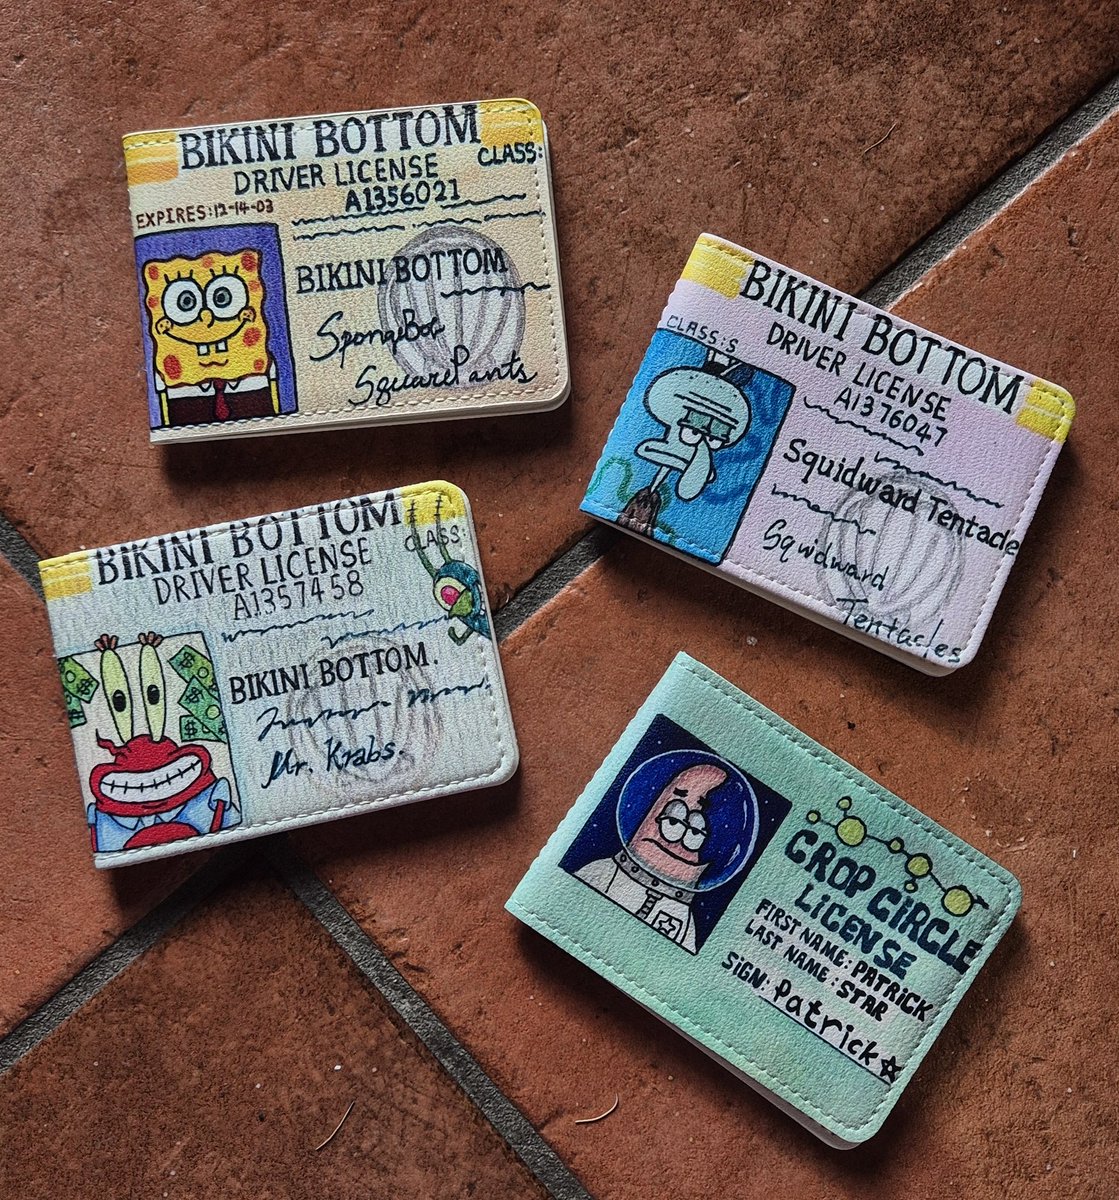 BIKINI BOTTOM
CLASS:
DRIVER LICENSE
A1356021
EXPIRES:12-14-03
BIKINI BOTTOM
SpongeBoB
SquarePants
BIKINI BOTTOM
CLASS:S
DRIVER LICENSE
A1376047
Squidward Tentacle
Squidward
Tentacles
BIKINI BOTTOM
CLASS:
DRIVER LICENSE
A1357458
BIKINI BOTTOM.
Mr. Krabs.
CROP CIRCLE
LICENSE
FIRST NAME: PATRICK
LAST NAME: STAR
SIGN: Patrick☆